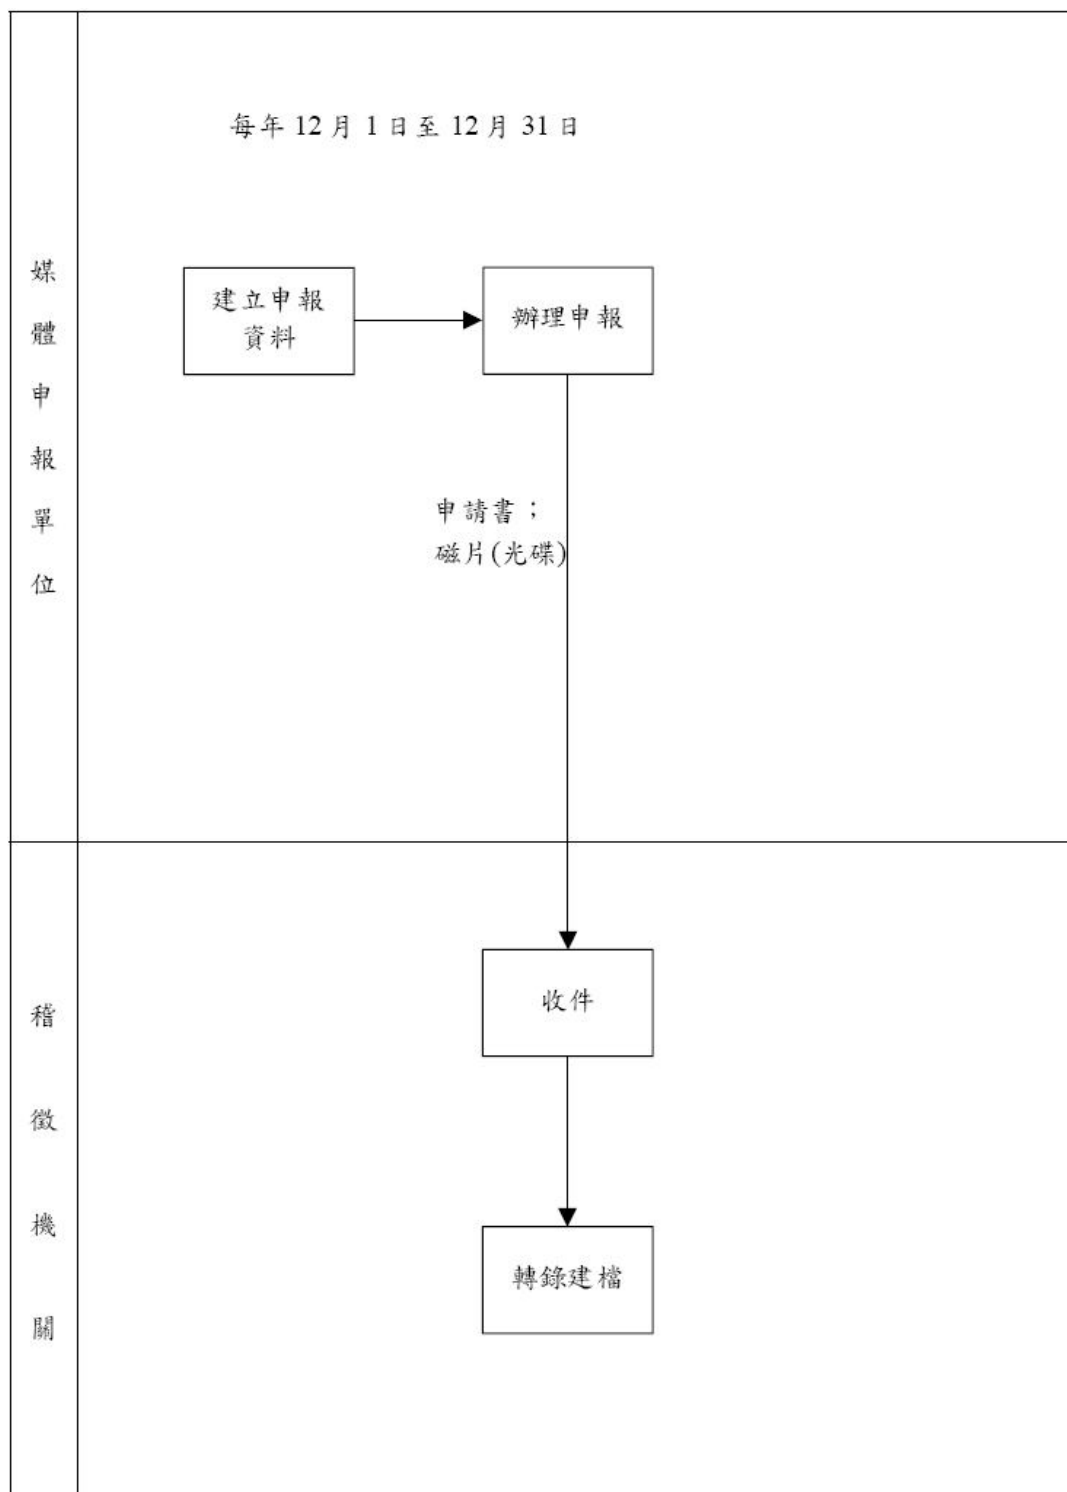 每年 12 月 1 日至 12 月 31 日
媒體申報單位
建立申報
資料
辦理申報
申請書；
磁片(光碟)
稽徵機關
收件
轉錄建檔